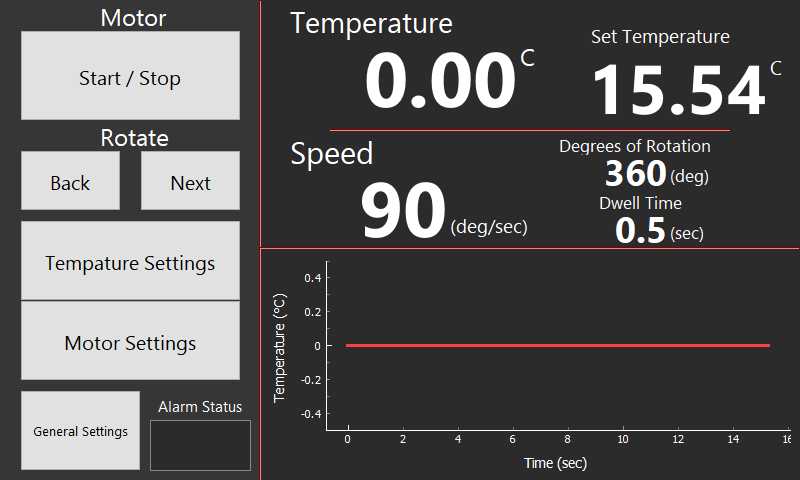 Motor
Start / Stop
Rotate
Back
Next
Tempature Settings
Motor Settings
General Settings
Alarm Status
Temperature
0.00 C
Set Temperature
15.54 C
Speed
90 (deg/sec)
Degrees of Rotation
360 (deg)
Dwell Time
0.5 (sec)
Temperature (°C)
0.4
0.2
0
-0.2
-0.4
0 2 4 6 8 10 12 14 16
Time (sec)